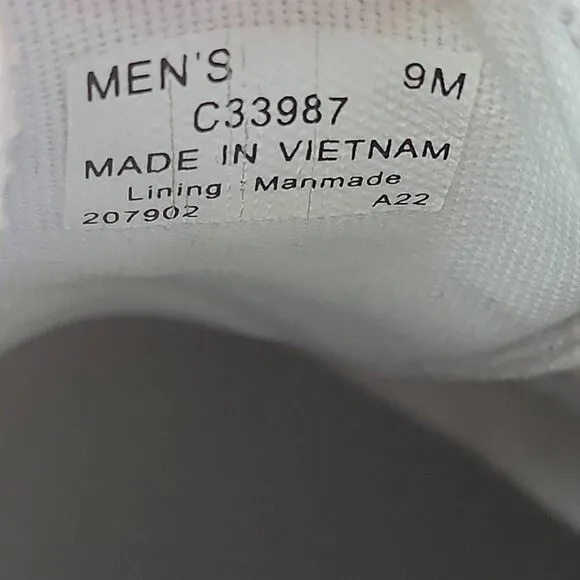 MEN'S 9M
C33987
MADE IN VIETNAM
Lining : Manmade
207902 A22